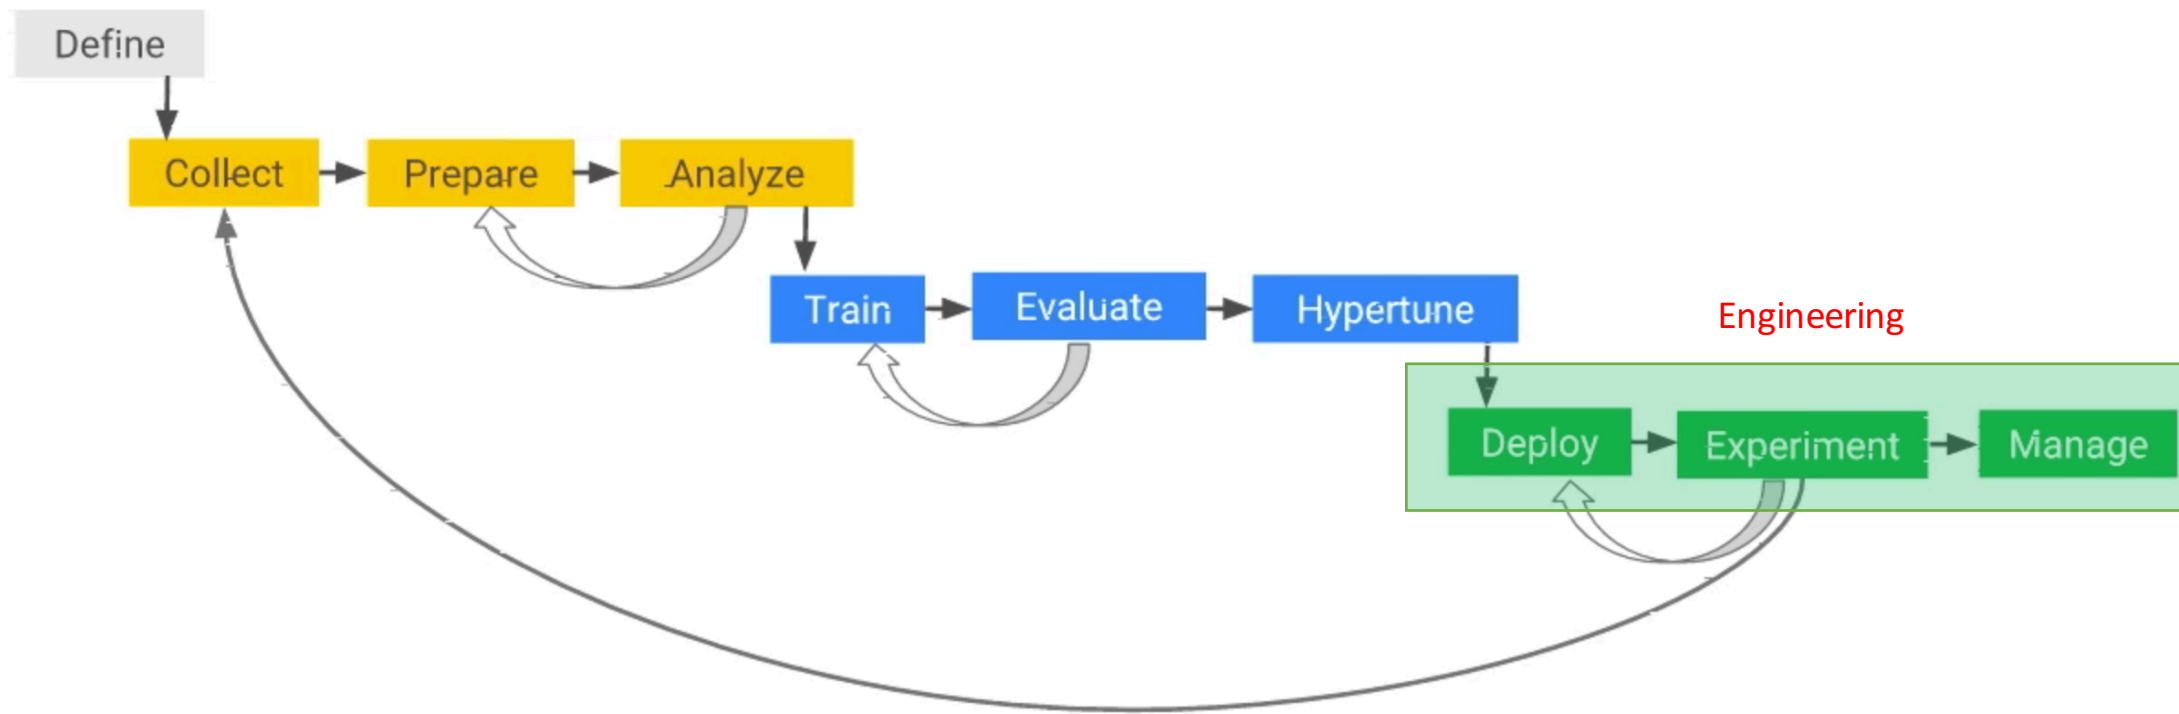 Define
Collect
Prepare
Analyze
Train
Evaluate
Hypertune
Engineering
Deploy
Experiment
Manage